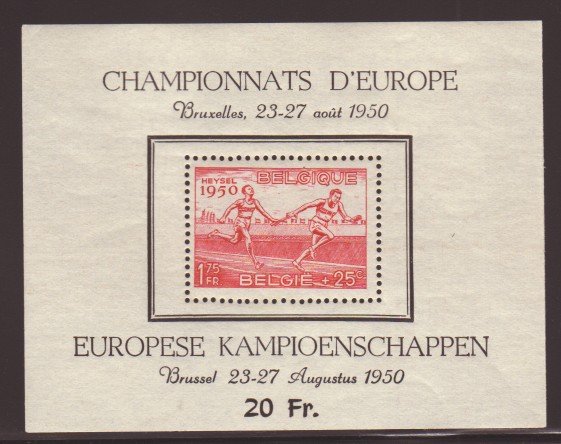 CHAMPIONNATS D'EUROPE
Bruxelles, 23-27 août 1950
HEYSEL BELGIQUE
1950
1.75 FR. BELGIË + 25C
EUROPESE KAMPIOENSCHAPPEN
Brussel 23-27 Augustus 1950
20 Fr.